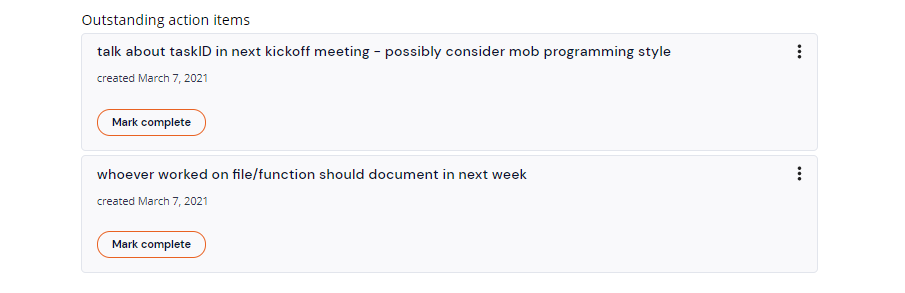 Outstanding action items
talk about taskID in next kickoff meeting - possibly consider mob programming style
created March 7, 2021
Mark complete
whoever worked on file/function should document in next week
created March 7, 2021
Mark complete